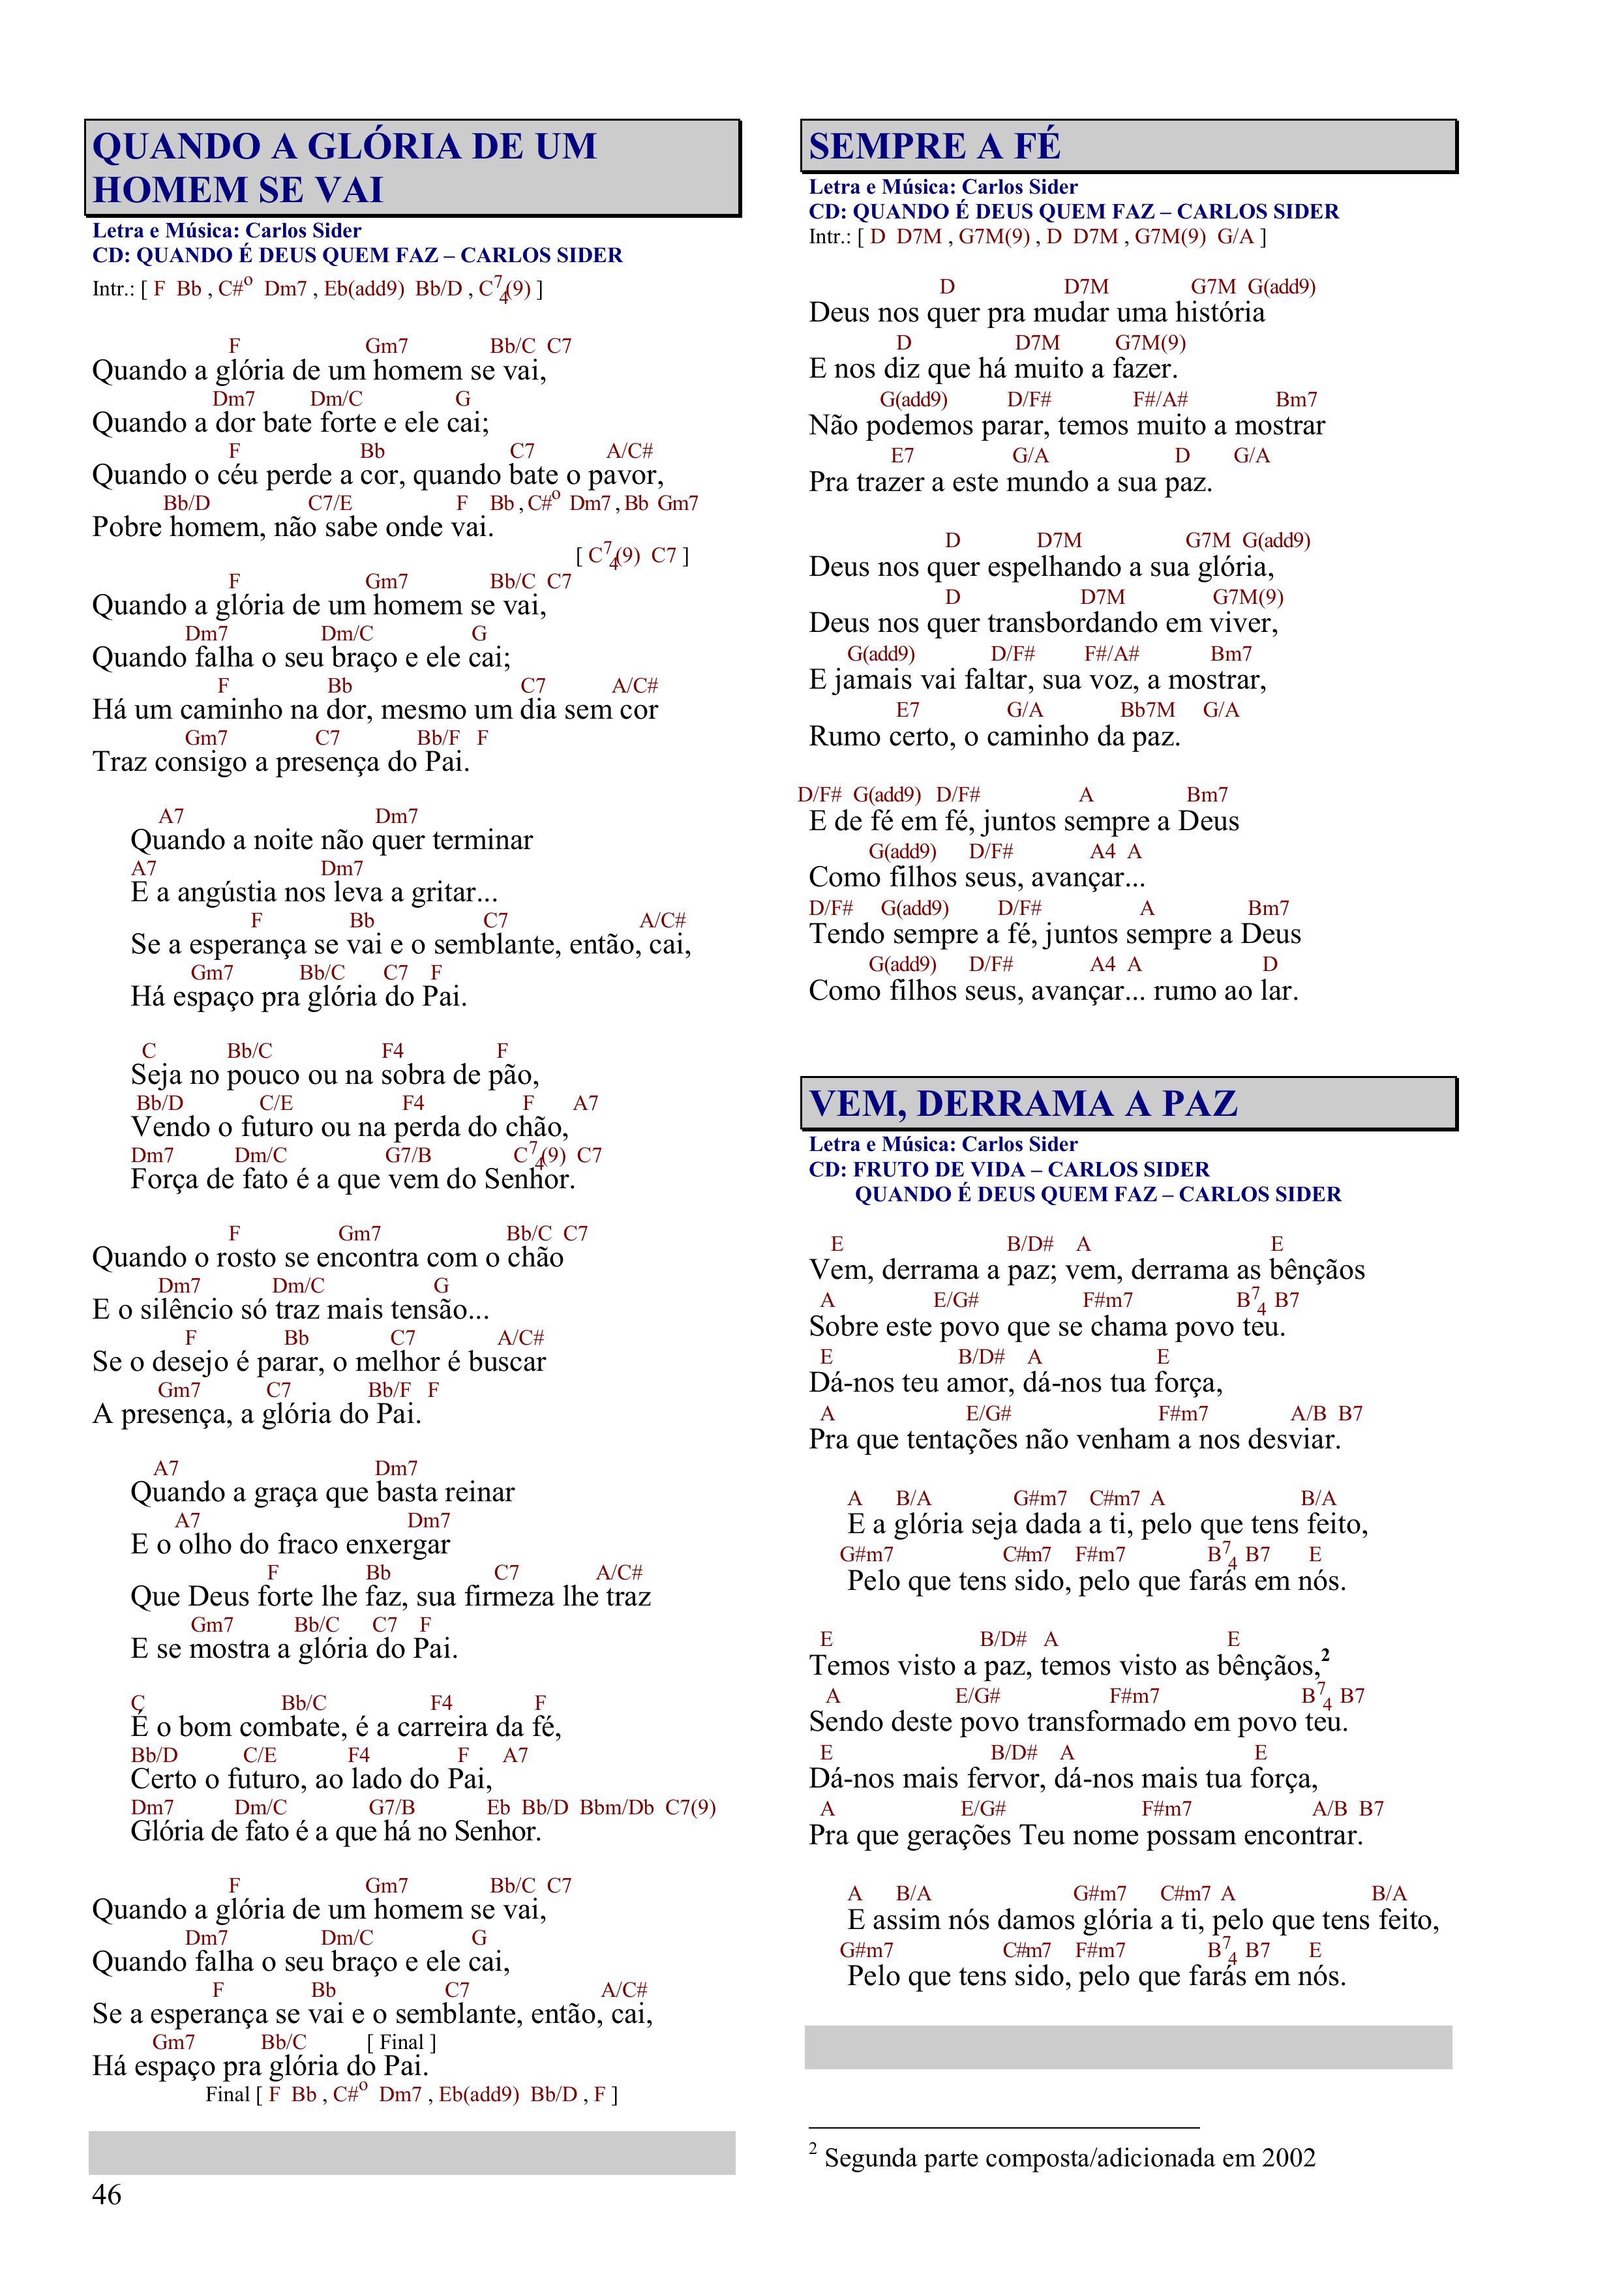 QUANDO A GLÓRIA DE UM
HOMEM SE VAI
Letra e Música: Carlos Sider
CD: QUANDO É DEUS QUEM FAZ – CARLOS SIDER
Intr.: [ F Bb , C#º Dm7 , Eb(add9) Bb/D , C7/4(9) ]
F Gm7 Bb/C C7
Quando a glória de um homem se vai,
Dm7 Dm/C G
Quando a dor bate forte e ele cai;
F Bb C7 A/C#
Quando o céu perde a cor, quando bate o pavor,
Bb/D C7/E F Bb , C#º Dm7 , Bb Gm7
Pobre homem, não sabe onde vai.
[ C7/4(9) C7 ]
F Gm7 Bb/C C7
Quando a glória de um homem se vai,
Dm7 Dm/C G
Quando falha o seu braço e ele cai;
F Bb C7 A/C#
Há um caminho na dor, mesmo um dia sem cor
Gm7 C7 Bb/F F
Traz consigo a presença do Pai.
A7 Dm7
Quando a noite não quer terminar
A7 Dm7
E a angústia nos leva a gritar...
F Bb C7 A/C#
Se a esperança se vai e o semblante, então, cai,
Gm7 Bb/C C7 F
Há espaço pra glória do Pai.
C Bb/C F4 F
Seja no pouco ou na sobra de pão,
Bb/D C/E F4 F A7
Vendo o futuro ou na perda do chão,
Dm7 Dm/C G7/B C7/4(9) C7
Força de fato é a que vem do Senhor.
F Gm7 Bb/C C7
Quando o rosto se encontra com o chão
Dm7 Dm/C G
E o silêncio só traz mais tensão...
F Bb C7 A/C#
Se o desejo é parar, o melhor é buscar
Gm7 C7 Bb/F F
A presença, a glória do Pai.
A7 Dm7
Quando a graça que basta reinar
A7 Dm7
E o olho do fraco enxergar
F Bb C7 A/C#
Que Deus forte lhe faz, sua firmeza lhe traz
Gm7 Bb/C C7 F
E se mostra a glória do Pai.
C Bb/C F4 F
É o bom combate, é a carreira da fé,
Bb/D C/E F4 F A7
Certo o futuro, ao lado do Pai,
Dm7 Dm/C G7/B Eb Bb/D Bbm/Db C7(9)
Glória de fato é a que há no Senhor.
F Gm7 Bb/C C7
Quando a glória de um homem se vai,
Dm7 Dm/C G
Quando falha o seu braço e ele cai,
F Bb C7 A/C#
Se a esperança se vai e o semblante, então, cai,
Gm7 Bb/C [ Final ]
Há espaço pra glória do Pai.
Final [ F Bb , C#º Dm7 , Eb(add9) Bb/D , F ]
46
SEMPRE A FÉ
Letra e Música: Carlos Sider
CD: QUANDO É DEUS QUEM FAZ – CARLOS SIDER
Intr.: [ D D7M , G7M(9) , D D7M , G7M(9) G/A ]
D D7M G7M G(add9)
Deus nos quer pra mudar uma história
D D7M G7M(9)
E nos diz que há muito a fazer.
G(add9) D/F# F#/A# Bm7
Não podemos parar, temos muito a mostrar
E7 G/A D G/A
Pra trazer a este mundo a sua paz.
D D7M G7M G(add9)
Deus nos quer espelhando a sua glória,
D D7M G7M(9)
Deus nos quer transbordando em viver,
G(add9) D/F# F#/A# Bm7
E jamais vai faltar, sua voz, a mostrar,
E7 G/A Bb7M G/A
Rumo certo, o caminho da paz.
D/F# G(add9) D/F# A Bm7
E de fé em fé, juntos sempre a Deus
G(add9) D/F# A4 A
Como filhos seus, avançar...
D/F# G(add9) D/F# A Bm7
Tendo sempre a fé, juntos sempre a Deus
G(add9) D/F# A4 A D
Como filhos seus, avançar... rumo ao lar.
VEM, DERRAMA A PAZ
Letra e Música: Carlos Sider
CD: FRUTO DE VIDA – CARLOS SIDER
QUANDO É DEUS QUEM FAZ – CARLOS SIDER
E B/D# A E
Vem, derrama a paz; vem, derrama as bênçãos
A E/G# F#m7 B7/4 B7
Sobre este povo que se chama povo teu.
E B/D# A E
Dá-nos teu amor, dá-nos tua força,
A E/G# F#m7 A/B B7
Pra que tentações não venham a nos desviar.
A B/A G#m7 C#m7 A B/A
E a glória seja dada a ti, pelo que tens feito,
G#m7 C#m7 F#m7 B7/4 B7 E
Pelo que tens sido, pelo que farás em nós.
E B/D# A E
Temos visto a paz, temos visto as bênçãos,²
A E/G# F#m7 B7/4 B7
Sendo deste povo transformado em povo teu.
E B/D# A E
Dá-nos mais fervor, dá-nos mais tua força,
A E/G# F#m7 A/B B7
Pra que gerações Teu nome possam encontrar.
A B/A G#m7 C#m7 A B/A
E assim nós damos glória a ti, pelo que tens feito,
G#m7 C#m7 F#m7 B7/4 B7 E
Pelo que tens sido, pelo que farás em nós.
² Segunda parte composta/adicionada em 2002